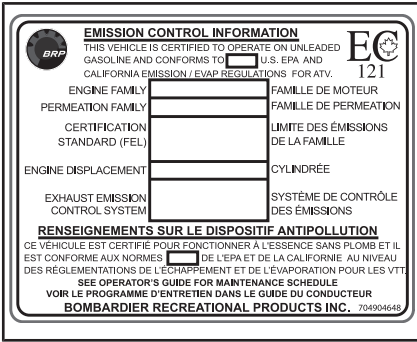 EMISSION CONTROL INFORMATION
THIS VEHICLE IS CERTIFIED TO OPERATE ON UNLEADED
GASOLINE AND CONFORMS TO U.S. EPA AND
CALIFORNIA EMISSION / EVAP REGULATIONS FOR ATV.
BRP
EC
121
ENGINE FAMILY FAMILLE DE MOTEUR
PERMEATION FAMILY FAMILLE DE PERMEATION
CERTIFICATION LIMITE DES ÉMISSIONS
STANDARD (FEL) DE LA FAMILLE
ENGINE DISPLACEMENT CYLINDRÉE
EXHAUST EMISSION SYSTÈME DE CONTRÔLE
CONTROL SYSTEM DES ÉMISSIONS
RENSEIGNEMENTS SUR LE DISPOSITIF ANTIPOLLUTION
CE VÉHICULE EST CERTIFIÉ POUR FONCTIONNER À L'ESSENCE SANS PLOMB ET IL
EST CONFORME AUX NORMES DE L'EPA ET DE LA CALIFORNIE AU NIVEAU
DES RÉGLEMENTATIONS DE L'ÉCHAPPEMENT ET DE L'ÉVAPORATION POUR LES VTT.
SEE OPERATOR'S GUIDE FOR MAINTENANCE SCHEDULE
VOIR LE PROGRAMME D'ENTRETIEN DANS LE GUIDE DU CONDUCTEUR
BOMBARDIER RECREATIONAL PRODUCTS INC. 704904648